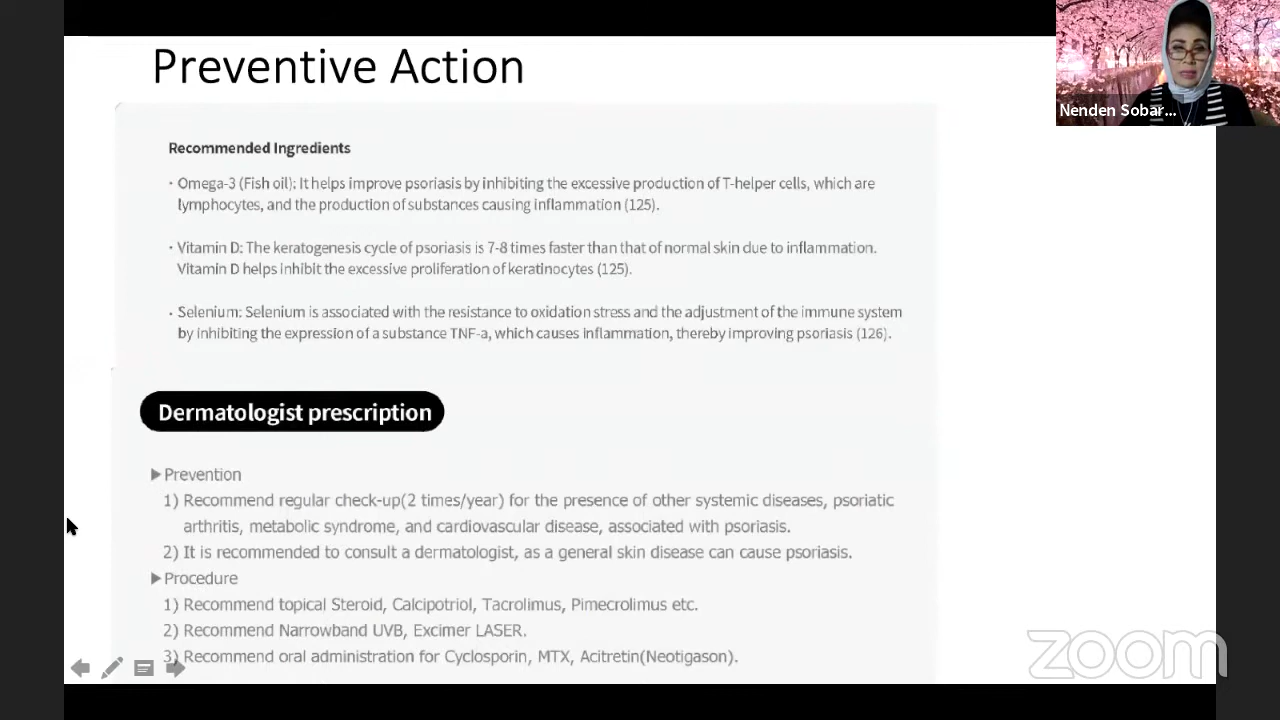 Preventive Action
Nenden Sobar...
Recommended Ingredients
· Omega-3 (Fish oil): It helps improve psoriasis by inhibiting the excessive production of T-helper cells, which are
lymphocytes, and the production of substances causing inflammation (125).
· Vitamin D: The keratogenesis cycle of psoriasis is 7-8 times faster than that of normal skin due to inflammation.
Vitamin D helps inhibit the excessive proliferation of keratinocytes (125).
· Selenium: Selenium is associated with the resistance to oxidation stress and the adjustment of the immune system
by inhibiting the expression of a substance TNF-a, which causes inflammation, thereby improving psoriasis (126).
Dermatologist prescription
▶Prevention
1) Recommend regular check-up(2 times/year) for the presence of other systemic diseases, psoriatic
arthritis, metabolic syndrome, and cardiovascular disease, associated with psoriasis.
2) It is recommended to consult a dermatologist, as a general skin disease can cause psoriasis.
▶Procedure
1) Recommend topical Steroid, Calcipotriol, Tacrolimus, Pimecrolimus etc.
2) Recommend Narrowband UVB, Excimer LASER.
3) Recommend oral administration for Cyclosporin, MTX, Acitretin(Neotigason).
zoom